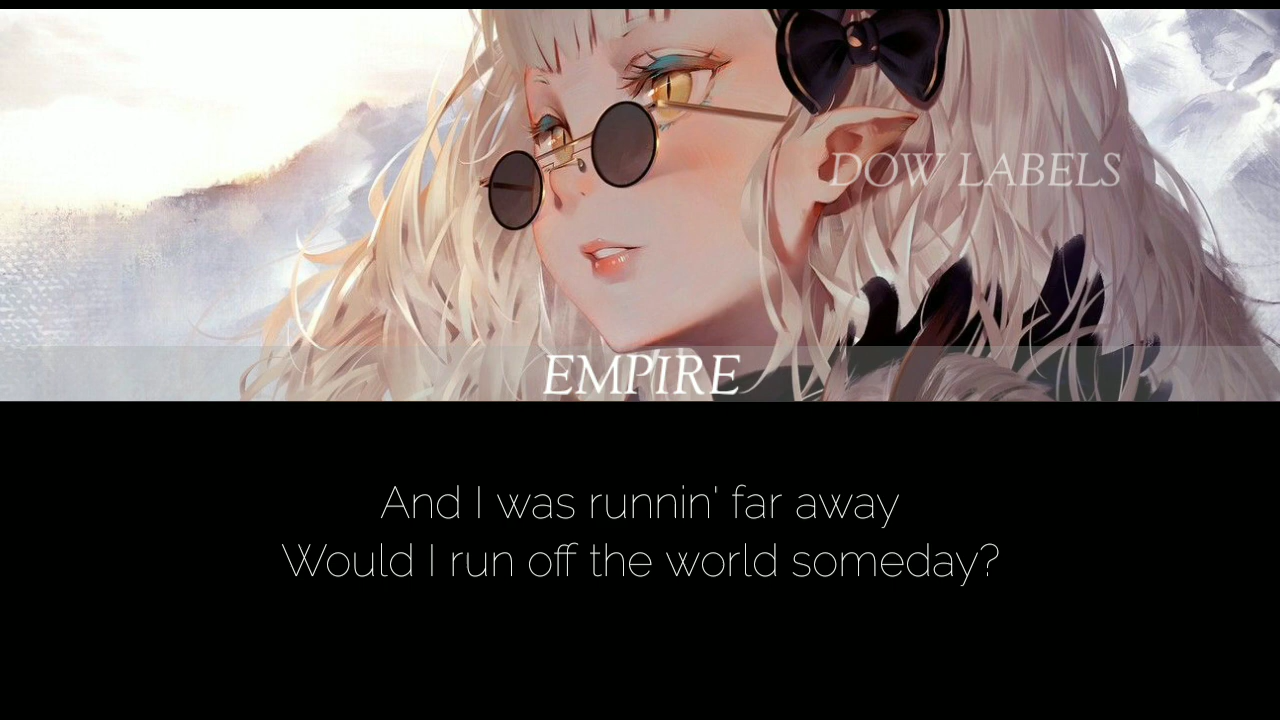 DOW LABELS
EMPIRE
And I was runnin' far away
Would I run off the world someday?